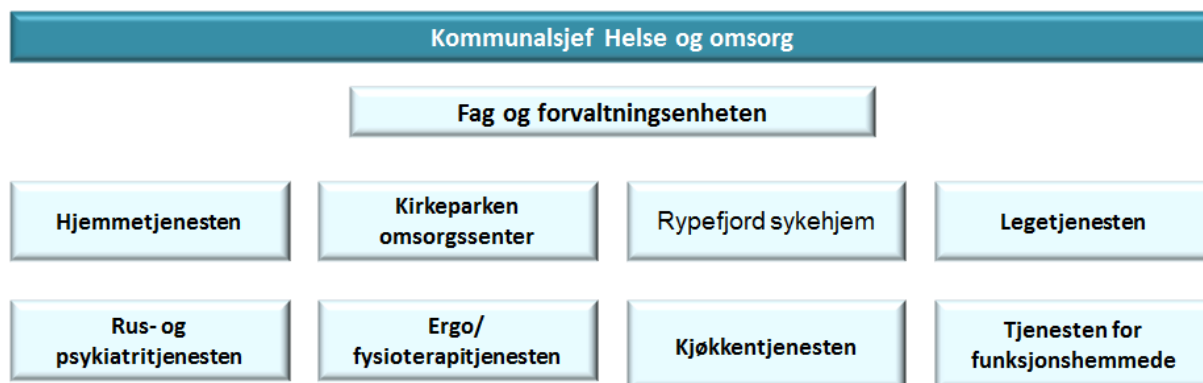 Kommunalsjef Helse og omsorg
Fag og forvaltningsenheten
Hjemmetjenesten
Kirkeparken
omsorgssenter
Rypefjord sykehjem
Legetjenesten
Rus- og
psykiatritjenesten
Ergo/
fysioterapitjenesten
Kjøkkentjenesten
Tjenesten for
funksjonshemmede